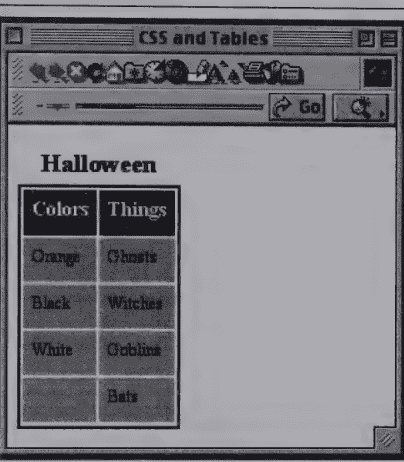 CSS and Tables
Go
Halloween
Colors Things
Orange Ghosts
Black Witches
White Goblins
Bats